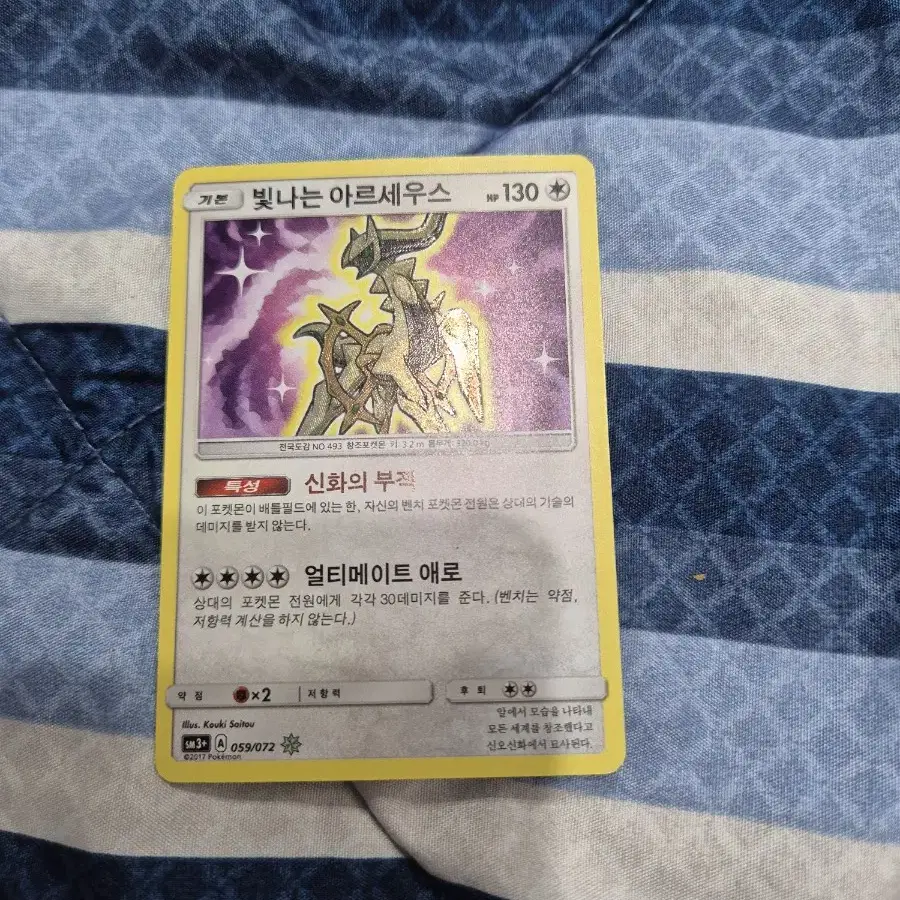 기본 빛나는 아르세우스 HP 130
전국도감 NO 493 창조포켓몬 키 3.2 m 몸무게 320.0 kg
특성 신화의 부적
이 포켓몬이 배틀필드에 있는 한, 자신의 벤치 포켓몬 전원은 상대의 기술의
데미지를 받지 않는다.
얼티메이트 애로
상대의 포켓몬 전원에게 각각 30데미지를 준다. (벤치는 약점,
저항력 계산을 하지 않는다.)
약점 ×2 저항력 후퇴
앞에서 모습을 나타내
모든 세계를 창조했다고
신오신화에서 묘사된다.
Illus. Kouki Saitou
SM3+ A 059/072
©2017 Pokémon